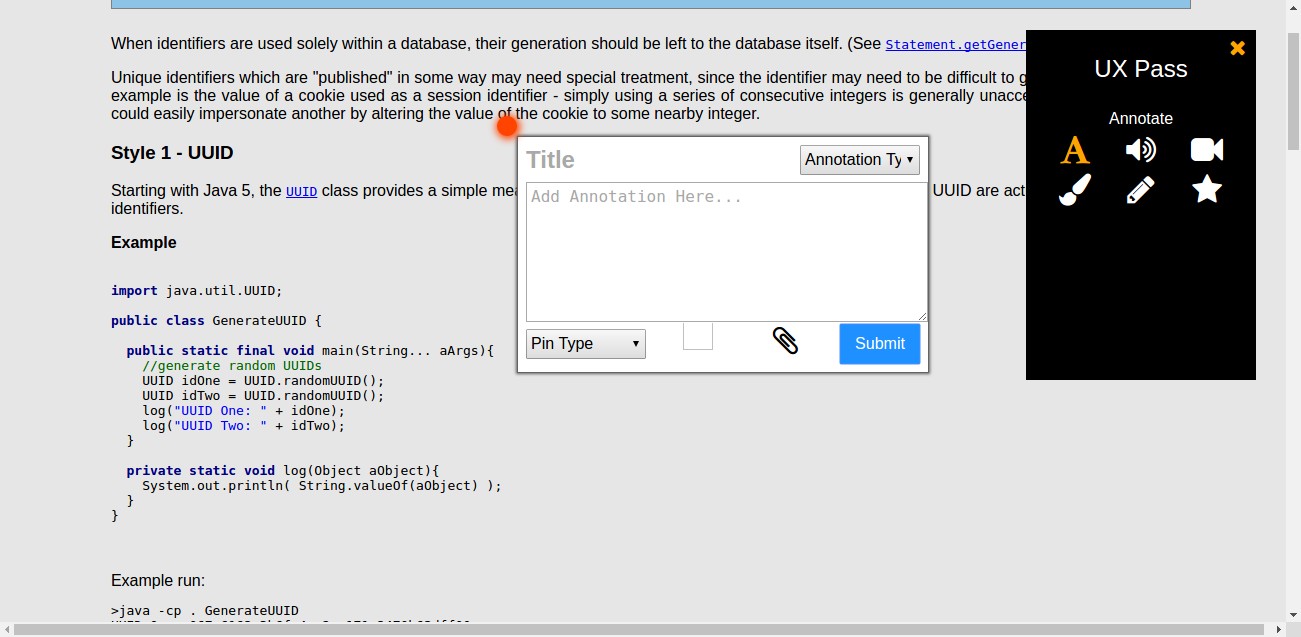 When identifiers are used solely within a database, their generation should be left to the database itself. (See Statement.getGener
Unique identifiers which are "published" in some way may need special treatment, since the identifier may need to be difficult to g
example is the value of a cookie used as a session identifier - simply using a series of consecutive integers is generally unacce
could easily impersonate another by altering the value of the cookie to some nearby integer.
Style 1 - UUID
Starting with Java 5, the UUID class provides a simple mea UUID are act
identifiers.
Example
import java.util.UUID;
public class GenerateUUID {
public static final void main(String... aArgs){
//generate random UUIDs
UUID idOne = UUID.randomUUID();
UUID idTwo = UUID.randomUUID();
log("UUID One: " + idOne);
log("UUID Two: " + idTwo);
}
private static void log(Object aObject){
System.out.println( String.valueOf(aObject) );
}
}
Example run:
>java -cp . GenerateUUID
Title
Annotation Ty
Add Annotation Here...
Pin Type
Submit
UX Pass
Annotate
A